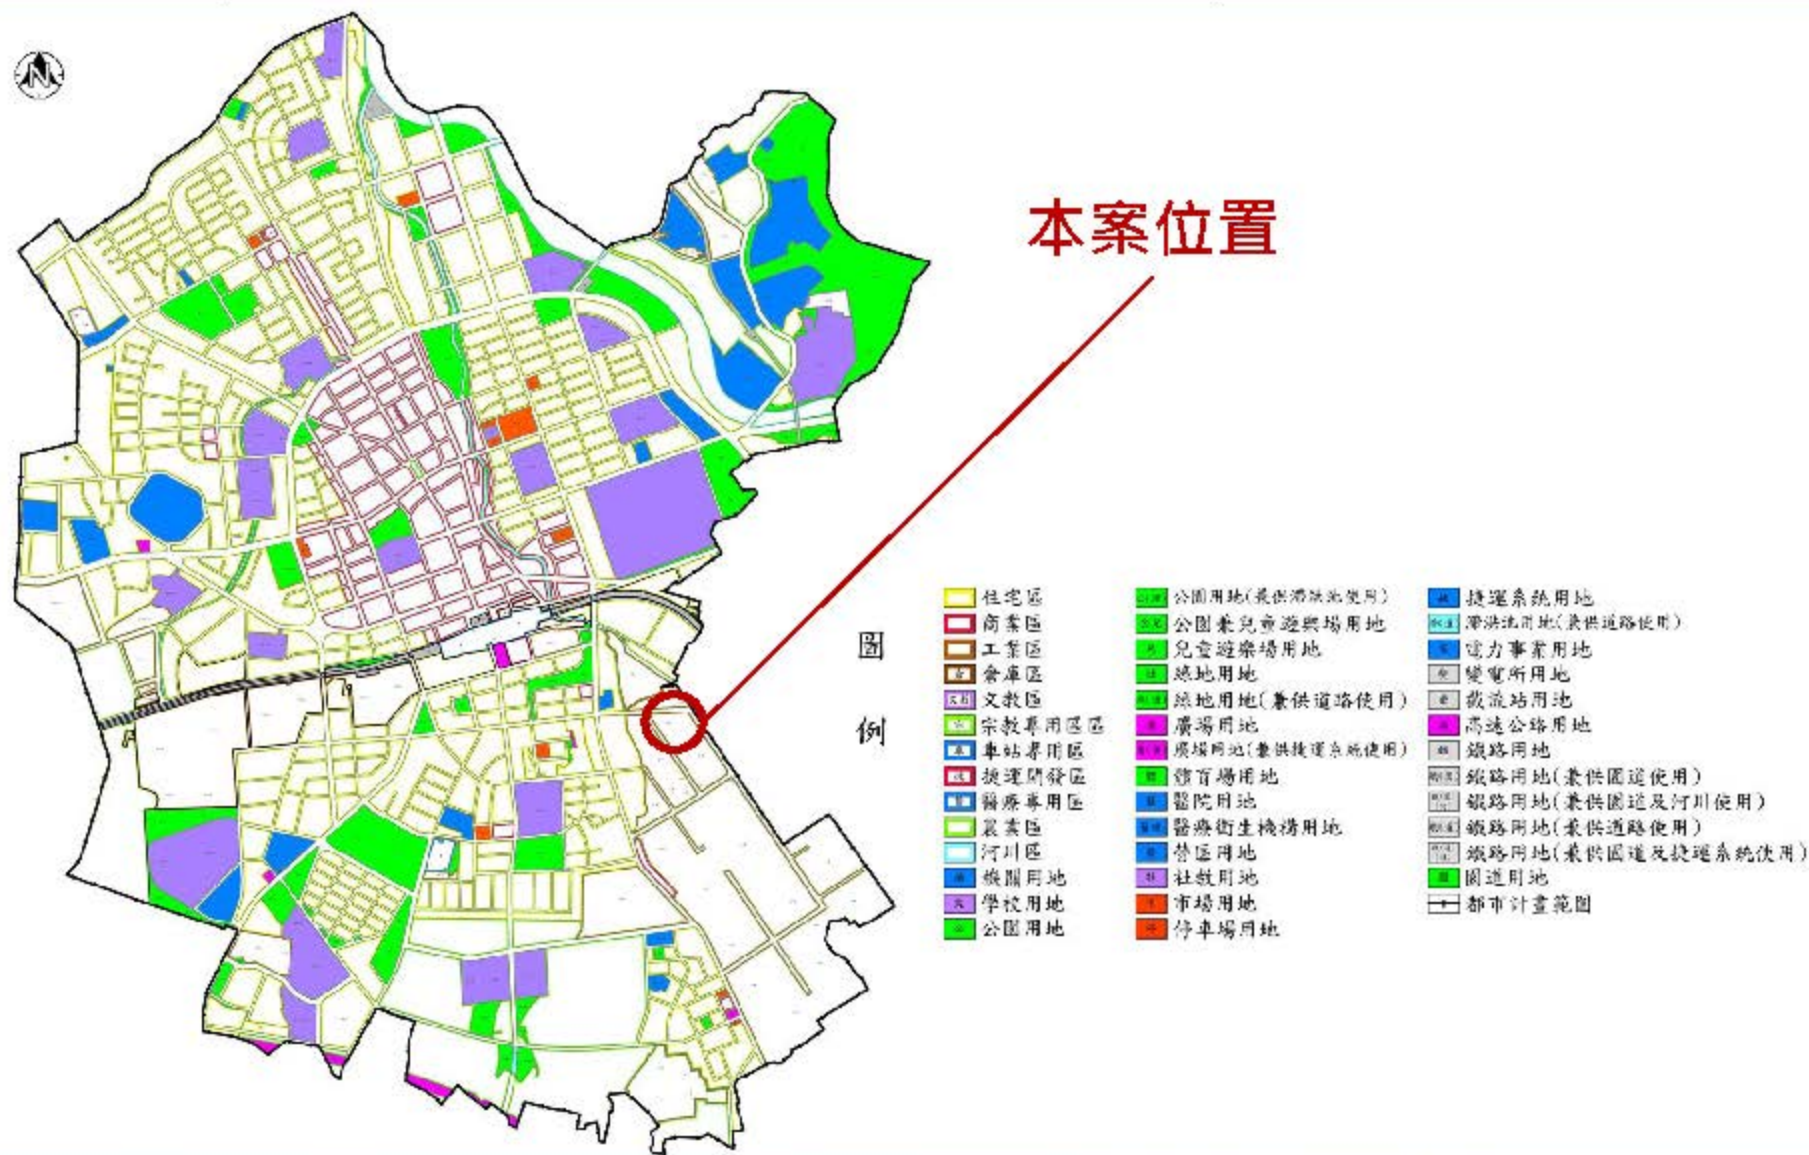 N
本案位置
圖例
住宅區
商業區
工業區
倉庫區
文教區
宗教專用區區
車站專用區
捷運開發區
醫療專用區
農業區
河川區
機關用地
學校用地
公園用地
公園用地(兼供滯洪池使用)
公園兼兒童遊樂場用地
兒童遊樂場用地
綠地用地
綠地用地(兼供道路使用)
廣場用地
廣場用地(兼供捷運系統使用)
體育場用地
醫院用地
醫療衛生機構用地
營區用地
社教用地
市場用地
停車場用地
捷運系統用地
滯洪池用地(兼供道路使用)
電力事業用地
變電所用地
截流站用地
高速公路用地
鐵路用地
鐵路用地(兼供園道使用)
鐵路用地(兼供園道及河川使用)
鐵路用地(兼供道路使用)
鐵路用地(兼供園道及捷運系統使用)
園道用地
都市計畫範圍